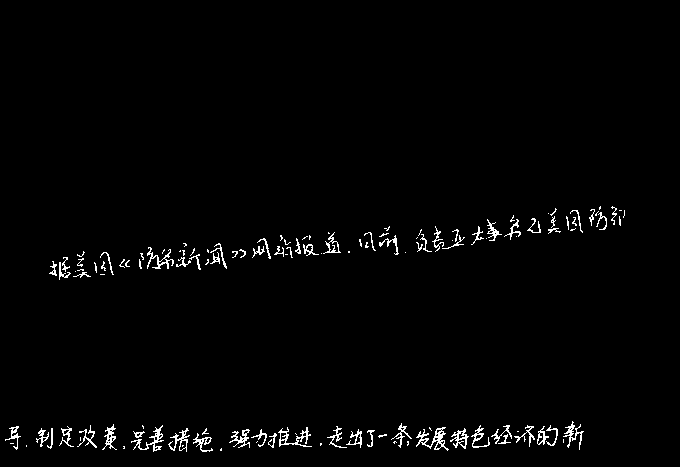 据美国《防务新闻》网站报道,日前,负责亚太事务的美国防部
导,制定政策,完善措施,强力推进,走出了一条发展特色经济的新